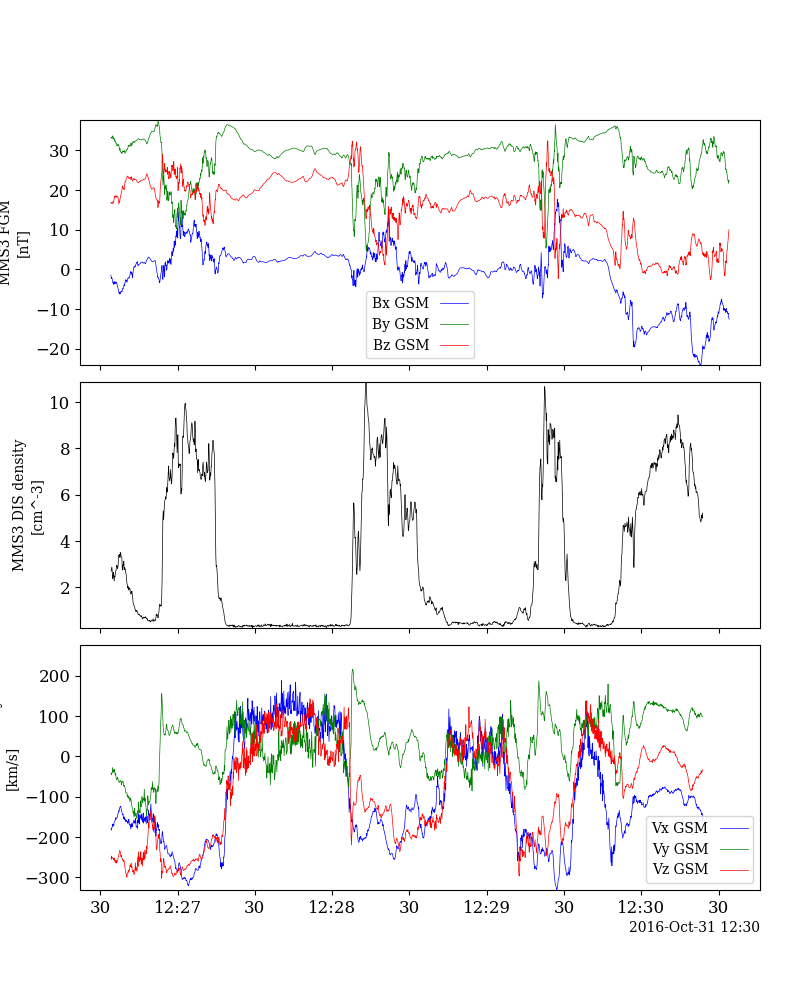 30
20
10
0
−10
−20
MMS3 FGM
[nT]
Bx GSM
By GSM
Bz GSM
10
8
6
4
2
MMS3 DIS density
[cm^-3]
200
100
0
−100
−200
−300
[km/s]
Vx GSM
Vy GSM
Vz GSM
30 12:27 30 12:28 30 12:29 30 12:30 30
2016-Oct-31 12:30